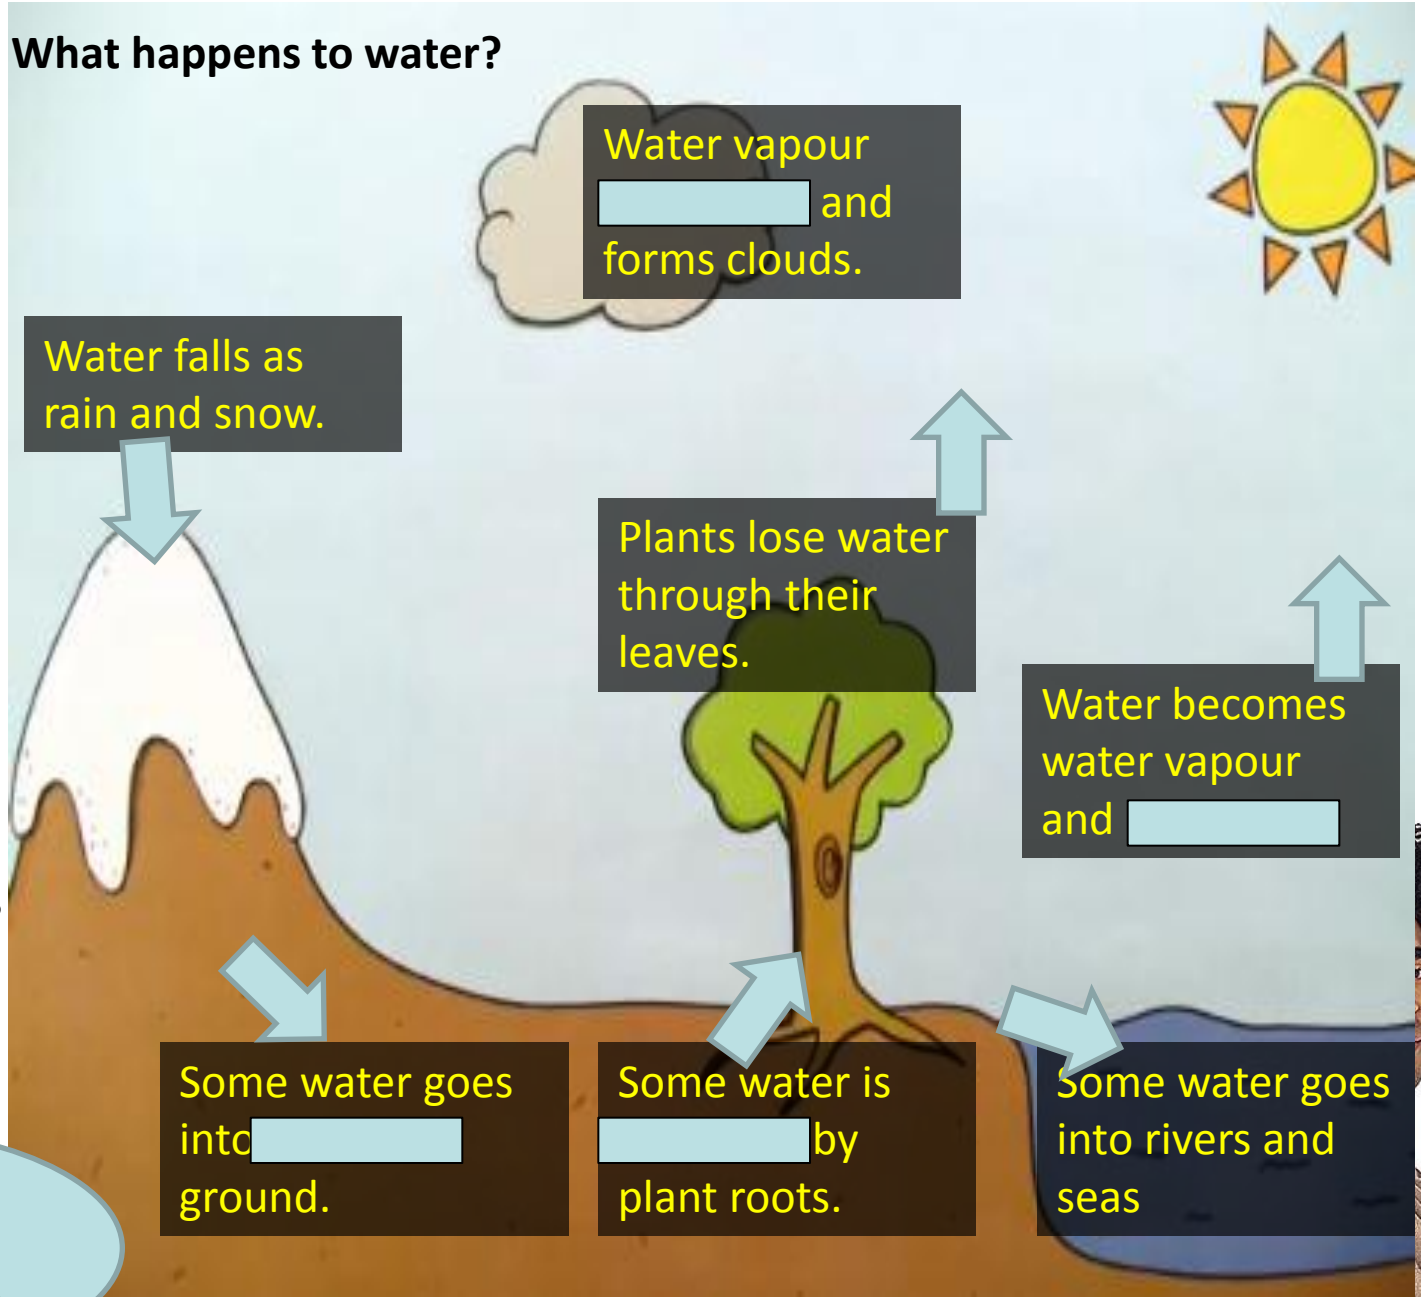 What happens to water?
Water vapour
and
forms clouds.
Water falls as
rain and snow.
Plants lose water
through their
leaves.
Water becomes
water vapour
and
Some water goes
into
ground.
Some water is
by
plant roots.
Some water goes
into rivers and
seas